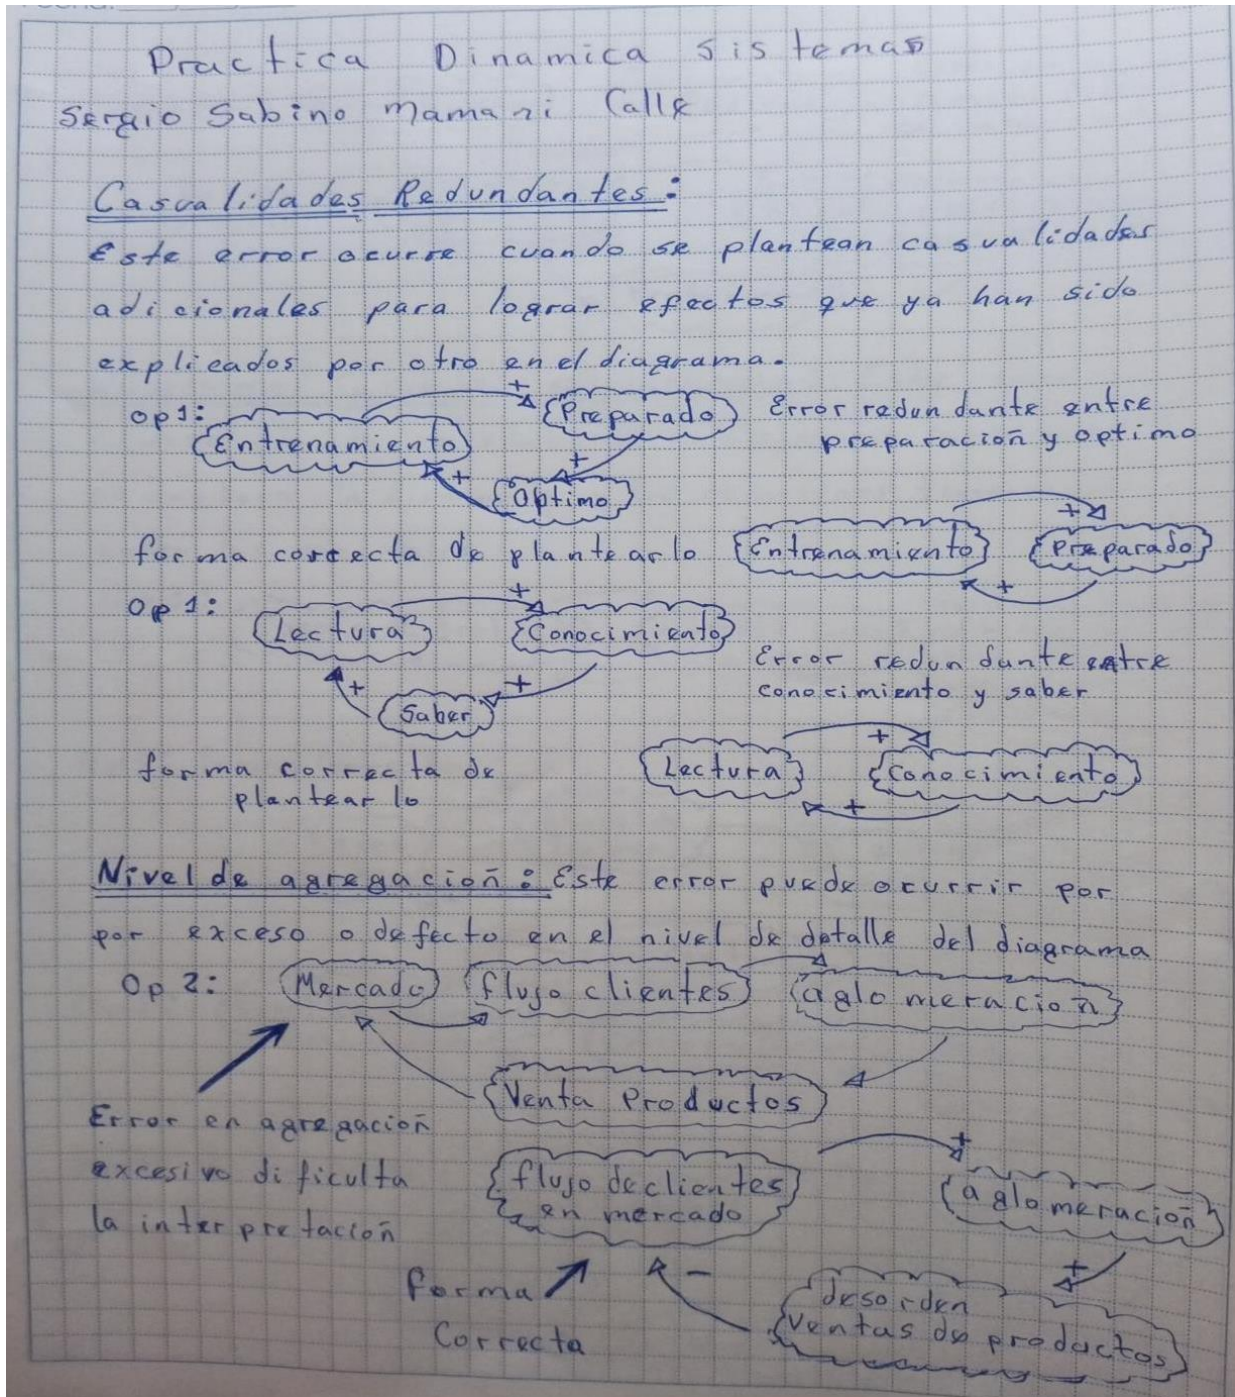 Practica Dinamica sistemas
Sergio Sabino Mamani Calle
Casualidades Redundantes:
Este error ocurre cuando se plantean casualidades
adicionales para lograr efectos que ya han sido
explicados por otro en el diagrama.
Op1: Entrenamiento + Preparado Error redundante entre
preparación y optimo
+ + Optimo
forma correcta de plantearlo Entrenamiento + Preparado
+
Op 1: Lectura + Conocimiento
Error redundante entre
conocimiento y saber
+ Saber +
forma correcta de
plantearlo
Lectura + Conocimiento
+
Nivel de agregación: Este error puede ocurrir por
por exceso o defecto en el nivel de detalle del diagrama
Op 2: Mercado flujo clientes aglomeración
Venta Productos
Error en agregación
excesivo dificulta
la interpretación
flujo de clientes
en mercado
+ aglomeración
+
forma
Correcta
-
desorden
Ventas de productos